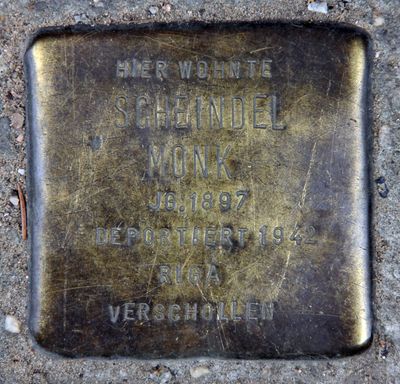 HIER WOHNTE
SCHEINDEL
MONK
JG. 1897
DEPORTIERT 1942
RIGA
VERSCHOLLEN